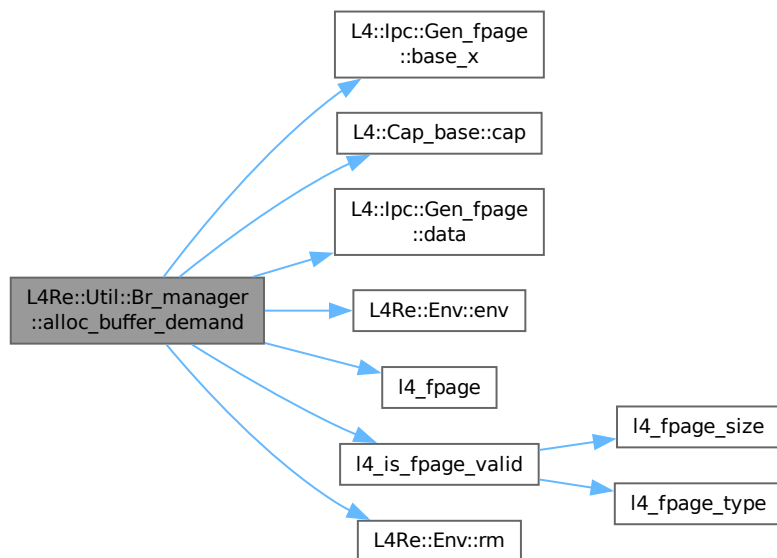 L4::Ipc::Gen_fpage
::base_x
L4::Cap_base::cap
L4::Ipc::Gen_fpage
::data
L4Re::Util::Br_manager
::alloc_buffer_demand
L4Re::Env::env
l4_fpage
l4_is_fpage_valid
l4_fpage_size
l4_fpage_type
L4Re::Env::rm